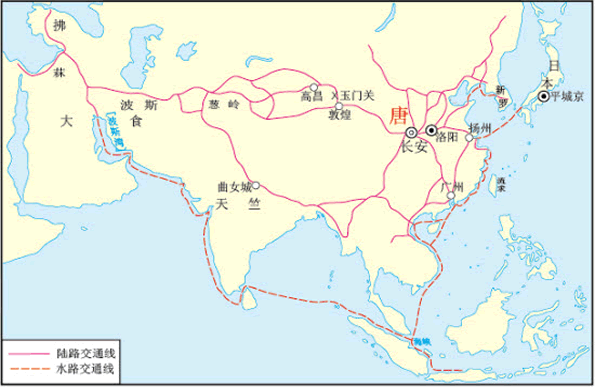 拂
菻
大
食
波斯
[波斯湾]
葱岭
高昌
玉门关
敦煌
唐
长安
洛阳
扬州
新罗
日
本
平城京
曲女城
天竺
广州
流求
海峡
陆路交通线
水路交通线